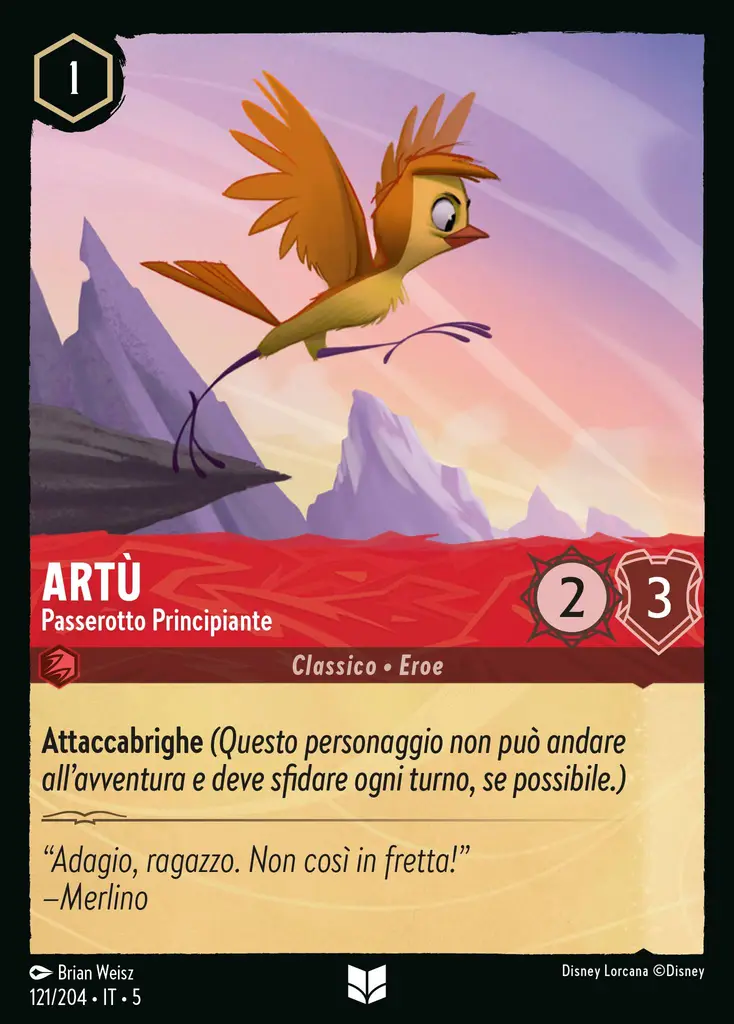 1
ARTÙ
Passerotto Principiante
2
3
Classico • Eroe
Attaccabrighe (Questo personaggio non può andare
all’avventura e deve sfidare ogni turno, se possibile.)
“Adagio, ragazzo. Non così in fretta!”
–Merlino
Brian Weisz
Disney Lorcana ©Disney
121/204 • IT • 5